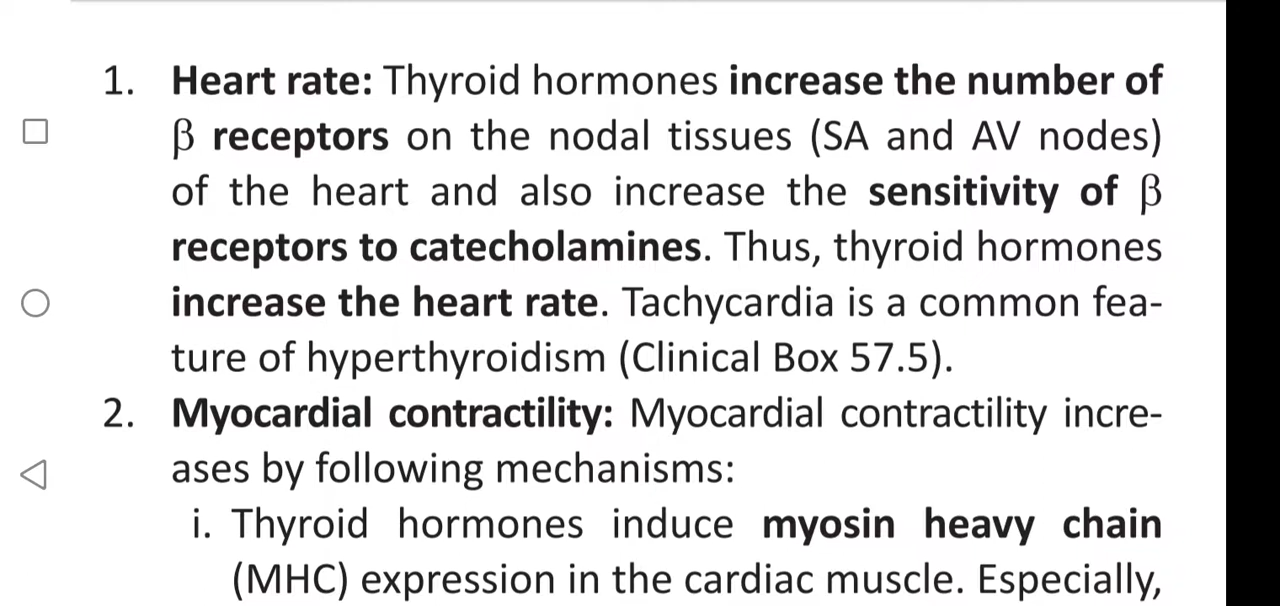 1. Heart rate: Thyroid hormones increase the number of
β receptors on the nodal tissues (SA and AV nodes)
of the heart and also increase the sensitivity of β
receptors to catecholamines. Thus, thyroid hormones
increase the heart rate. Tachycardia is a common fea-
ture of hyperthyroidism (Clinical Box 57.5).
2. Myocardial contractility: Myocardial contractility incre-
ases by following mechanisms:
i. Thyroid hormones induce myosin heavy chain
(MHC) expression in the cardiac muscle. Especially,